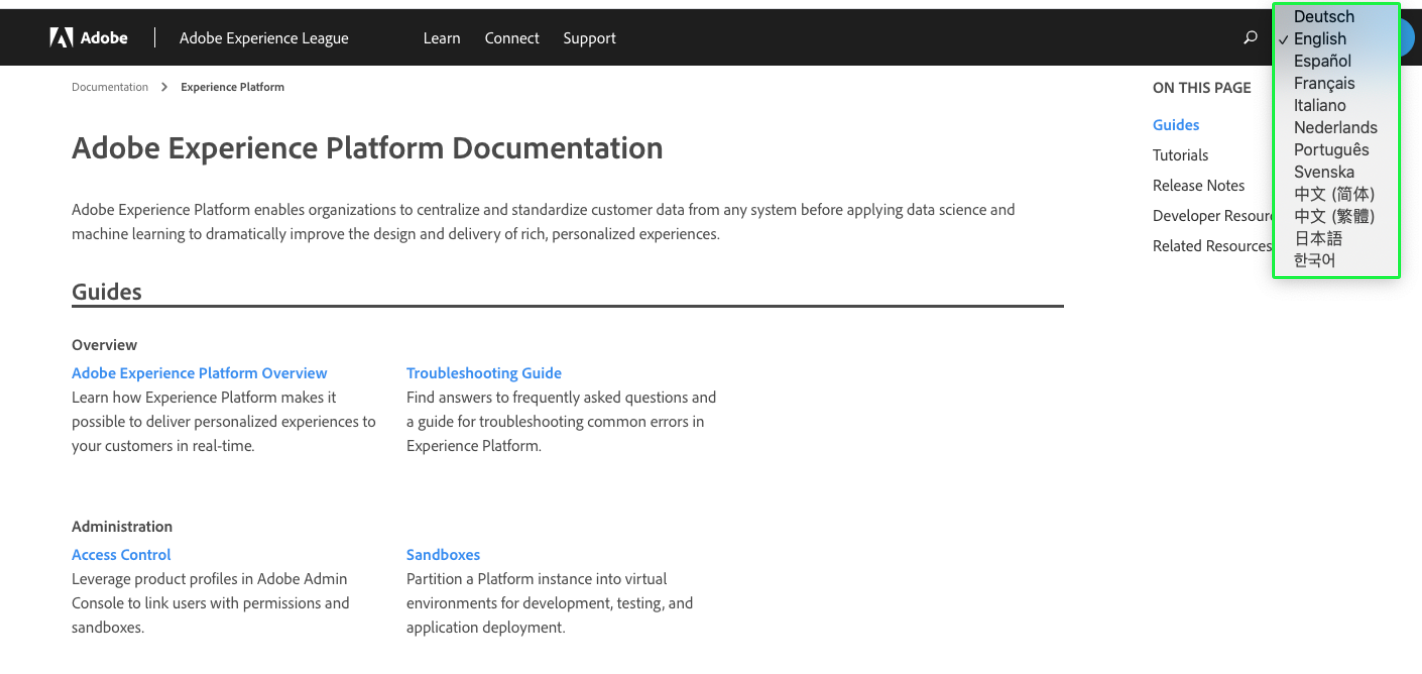 Adobe
Adobe Experience League
Learn
Connect
Support
Documentation
Experience Platform
Adobe Experience Platform Documentation
Adobe Experience Platform enables organizations to centralize and standardize customer data from any system before applying data science and
machine learning to dramatically improve the design and delivery of rich, personalized experiences.
Guides
Overview
Adobe Experience Platform Overview
Learn how Experience Platform makes it
possible to deliver personalized experiences to
your customers in real-time.
Troubleshooting Guide
Find answers to frequently asked questions and
a guide for troubleshooting common errors in
Experience Platform.
Administration
Access Control
Leverage product profiles in Adobe Admin
Console to link users with permissions and
sandboxes.
Sandboxes
Partition a Platform instance into virtual
environments for development, testing, and
application deployment.
ON THIS PAGE
Guides
Tutorials
Release Notes
Developer Resour
Related Resources
Deutsch
✓ English
Español
Français
Italiano
Nederlands
Português
Svenska
中文 (简体)
中文 (繁體)
日本語
한국어